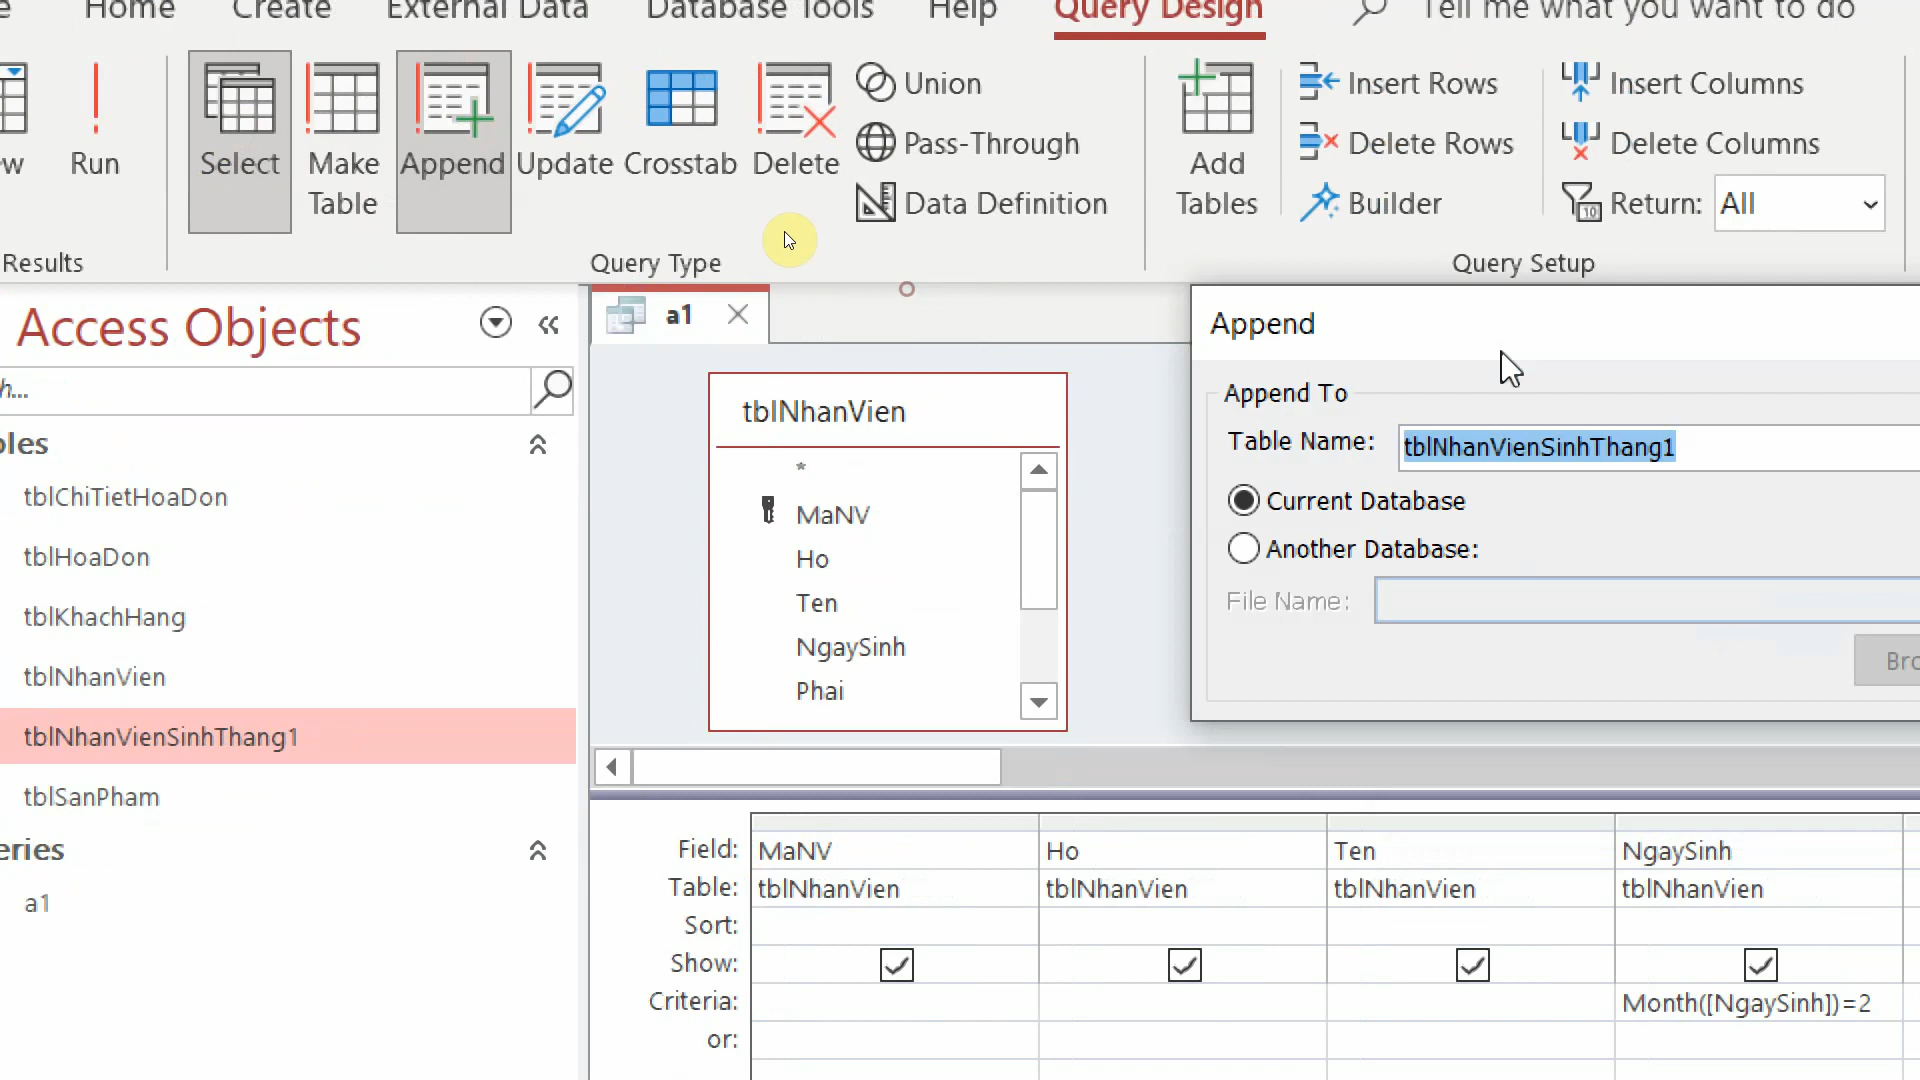 Home Create External Data Database Tools Help Query Design Tell me what you want to do
Run
Select
Make Table
Append
Update
Crosstab
Delete
Union
Pass-Through
Data Definition
Add Tables
Insert Rows
Delete Rows
Builder
Insert Columns
Delete Columns
Return: All
Results
Query Type
Query Setup
Access Objects
a1
Append
Append To
Table Name: tblNhanVienSinhThang1
Current Database
Another Database:
File Name:
tblChiTietHoaDon
tblHoaDon
tblKhachHang
tblNhanVien
tblNhanVienSinhThang1
tblSanPham
a1
tblNhanVien
*
MaNV
Ho
Ten
NgaySinh
Phai
Field: MaNV Ho Ten NgaySinh
Table: tblNhanVien tblNhanVien tblNhanVien tblNhanVien
Sort:
Show:
Criteria: Month([NgaySinh])=2
or: